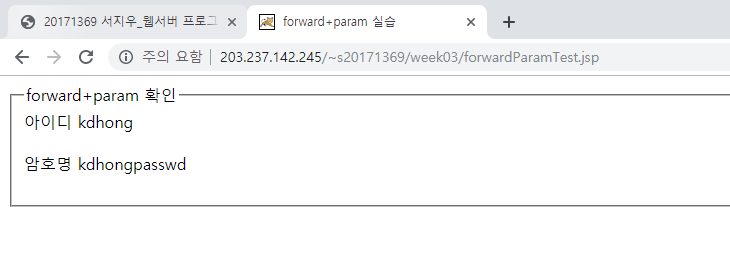 20171369 서지우_웹서버 프로그
forward+param 실습
주의 요함 | 203.237.142.245/~s20171369/week03/forwardParamTest.jsp
forward+param 확인
아이디 kdhong
암호명 kdhongpasswd